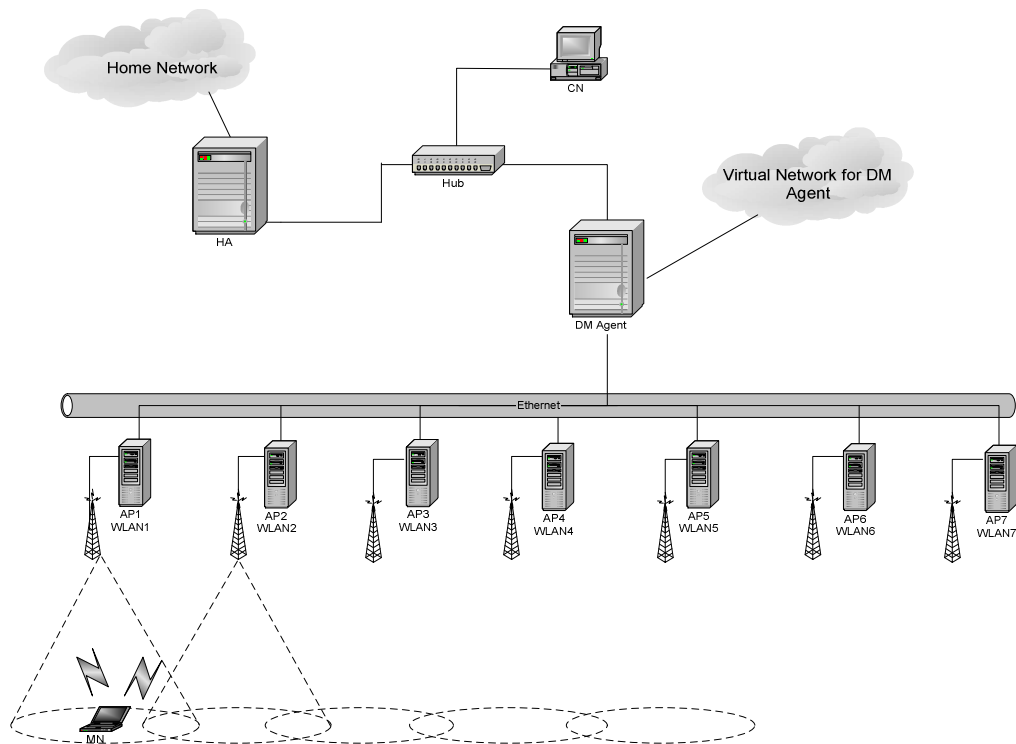 Home Network
CN
Hub
HA
Virtual Network for DM
Agent
DM Agent
Ethernet
AP1
WLAN1
AP2
WLAN2
AP3
WLAN3
AP4
WLAN4
AP5
WLAN5
AP6
WLAN6
AP7
WLAN7
MN